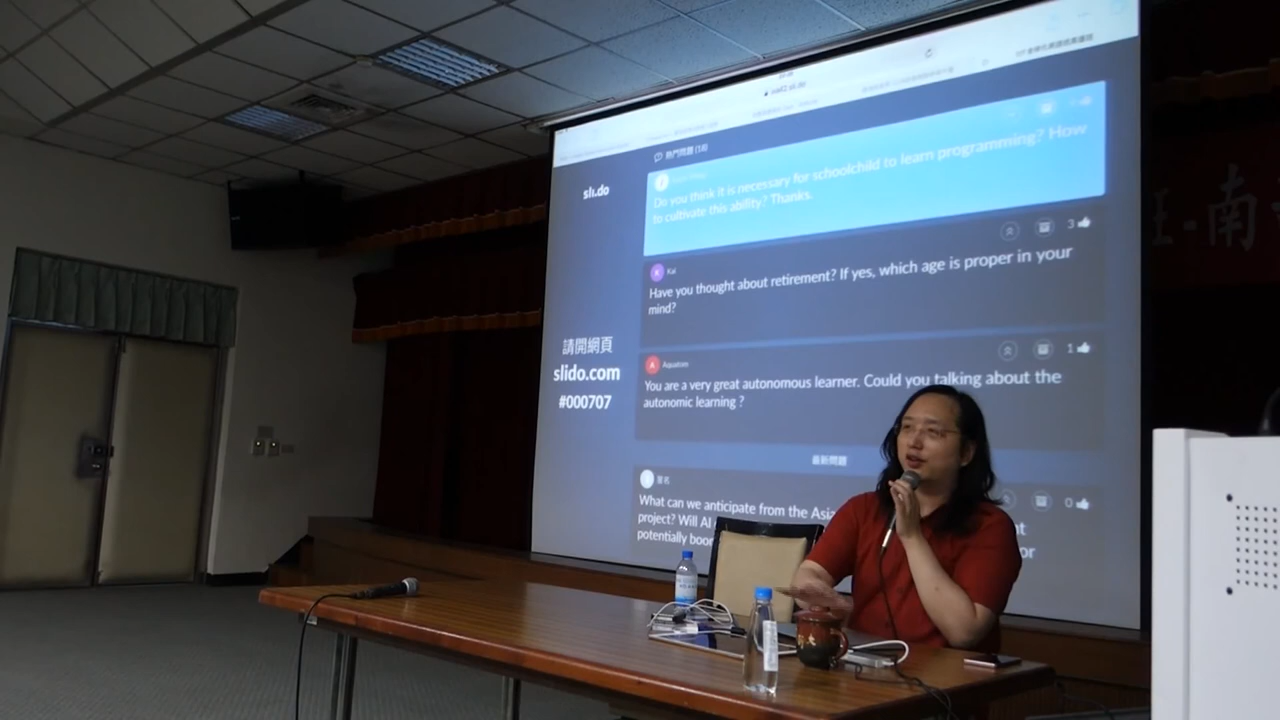 熱門問題 (16)
sli.do
Do you think it is necessary for schoolchild to learn programming? How
to cultivate this ability? Thanks.
3
K
Kai
Have you thought about retirement? If yes, which age is proper in your
mind?
1
A
Aquatom
You are a very great autonomous learner. Could you talking about the
autonomic learning ?
請開網頁
slido.com
#000707
最新問題
匿名
0
What can we anticipate from the Asia
project? Will AI
potentially boo
or
南